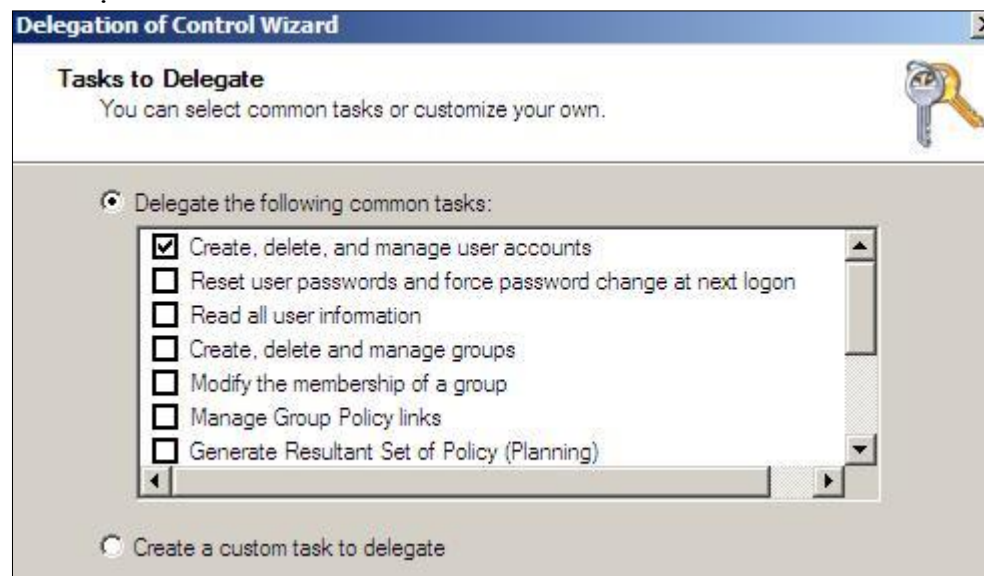 Delegation of Control Wizard
Tasks to Delegate
You can select common tasks or customize your own.
Delegate the following common tasks:
Create, delete, and manage user accounts
Reset user passwords and force password change at next logon
Read all user information
Create, delete and manage groups
Modify the membership of a group
Manage Group Policy links
Generate Resultant Set of Policy (Planning)
Create a custom task to delegate